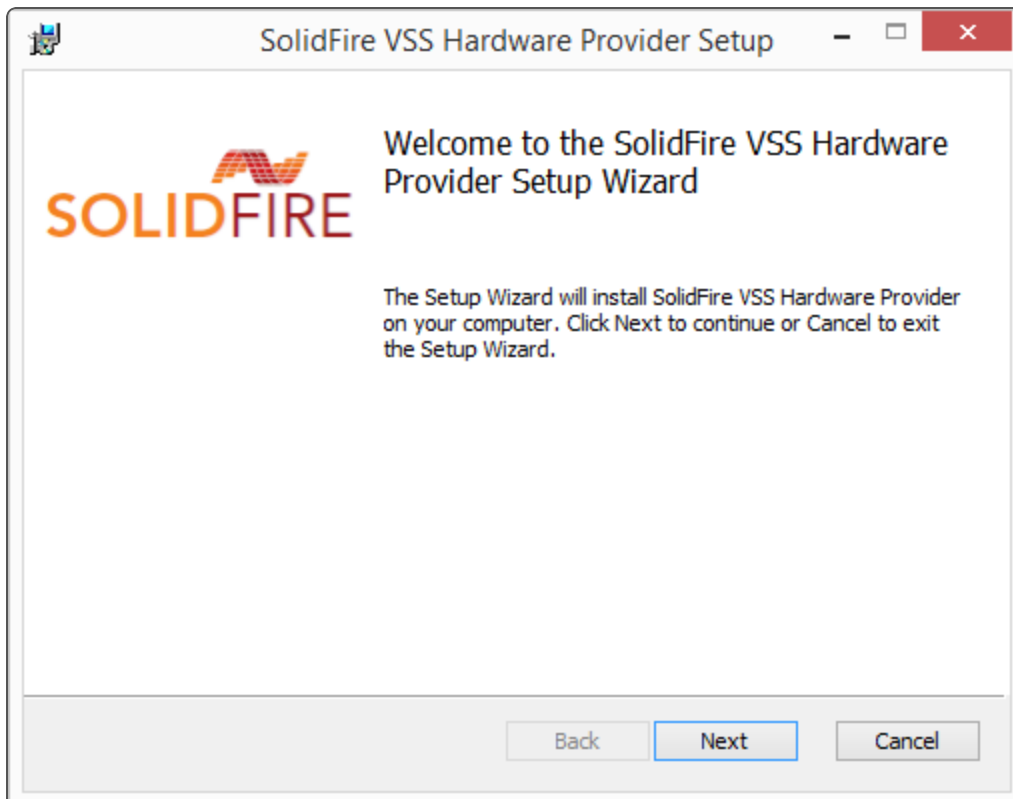 SolidFire VSS Hardware Provider Setup
Welcome to the SolidFire VSS Hardware
Provider Setup Wizard
SOLIDFIRE
The Setup Wizard will install SolidFire VSS Hardware Provider
on your computer. Click Next to continue or Cancel to exit
the Setup Wizard.
Back Next Cancel